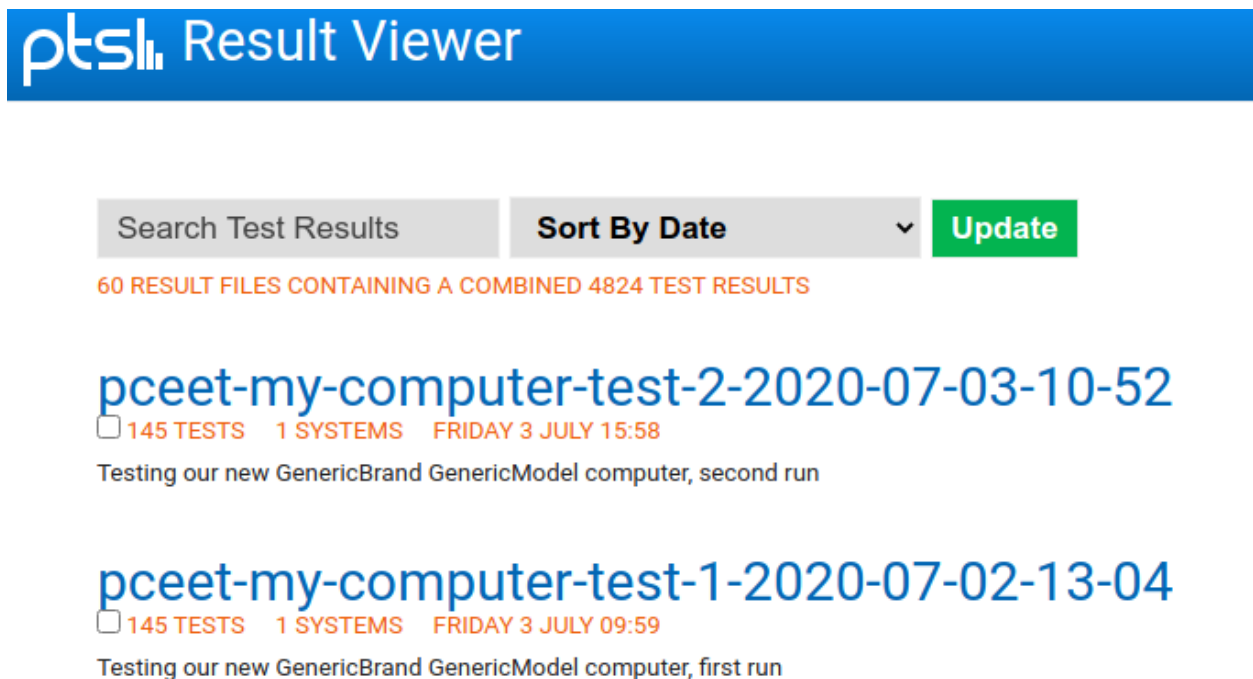 pts Result Viewer
Search Test Results Sort By Date Update
60 RESULT FILES CONTAINING A COMBINED 4824 TEST RESULTS
pceet-my-computer-test-2-2020-07-03-10-52
145 TESTS 1 SYSTEMS FRIDAY 3 JULY 15:58
Testing our new GenericBrand GenericModel computer, second run
pceet-my-computer-test-1-2020-07-02-13-04
145 TESTS 1 SYSTEMS FRIDAY 3 JULY 09:59
Testing our new GenericBrand GenericModel computer, first run